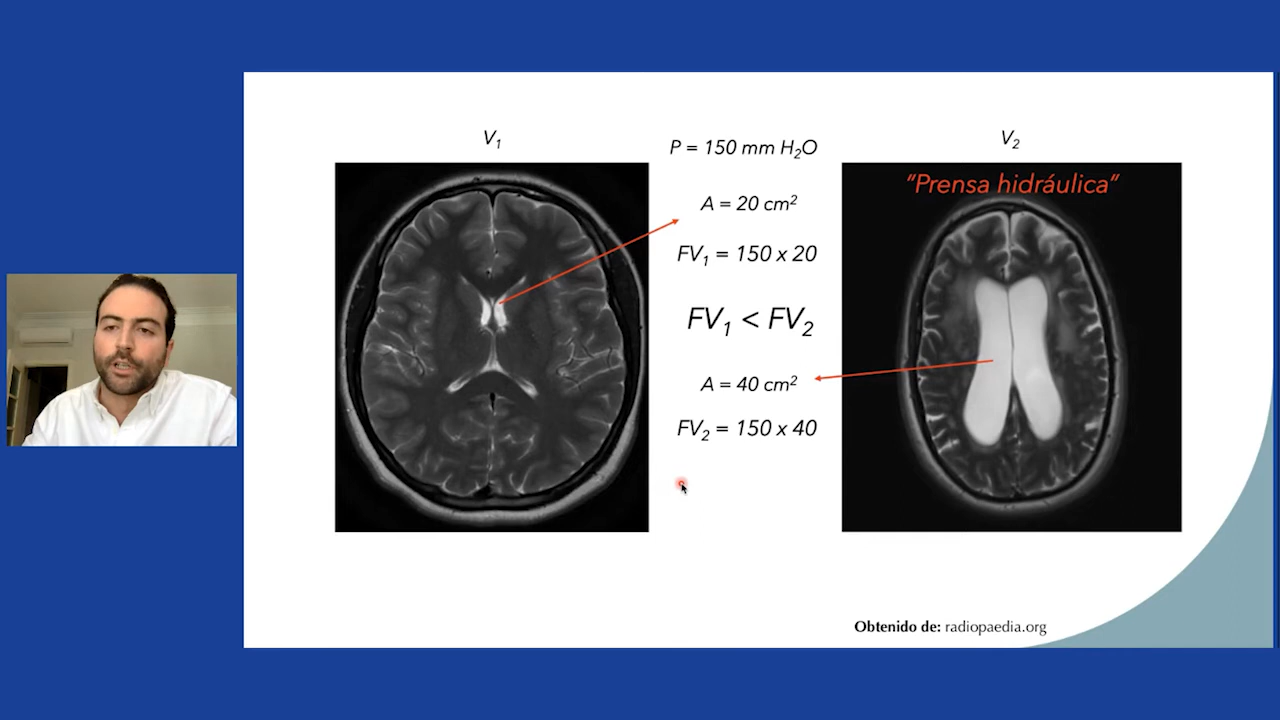 V₁
P = 150 mm H₂O
A = 20 cm²
FV₁ = 150 x 20
FV₁ < FV₂
A = 40 cm²
FV₂ = 150 x 40
V₂
“Prensa hidráulica“
Obtenido de: radiopaedia.org